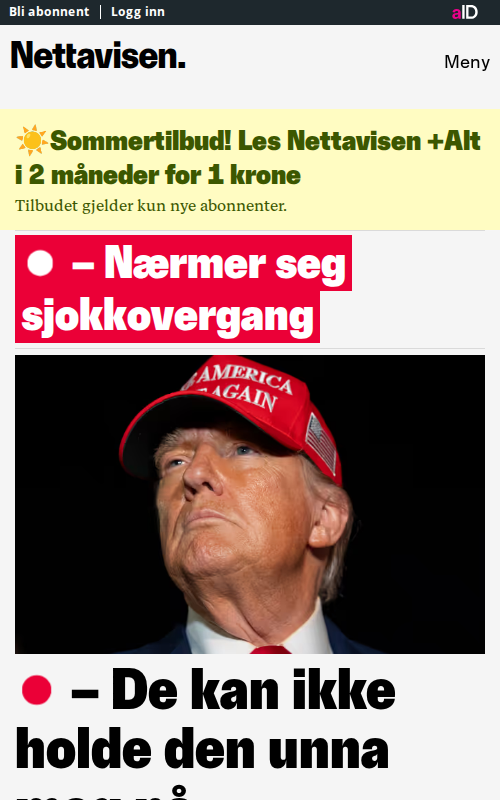 Bli abonnent
Logg inn
aID
Nettavisen.
Meny
☀️Sommertilbud! Les Nettavisen +Alt
i 2 måneder for 1 krone
Tilbudet gjelder kun nye abonnenter.
– Nærmer seg
sjokkovergang
AMERICA
AGAIN
– De kan ikke
holde den unna